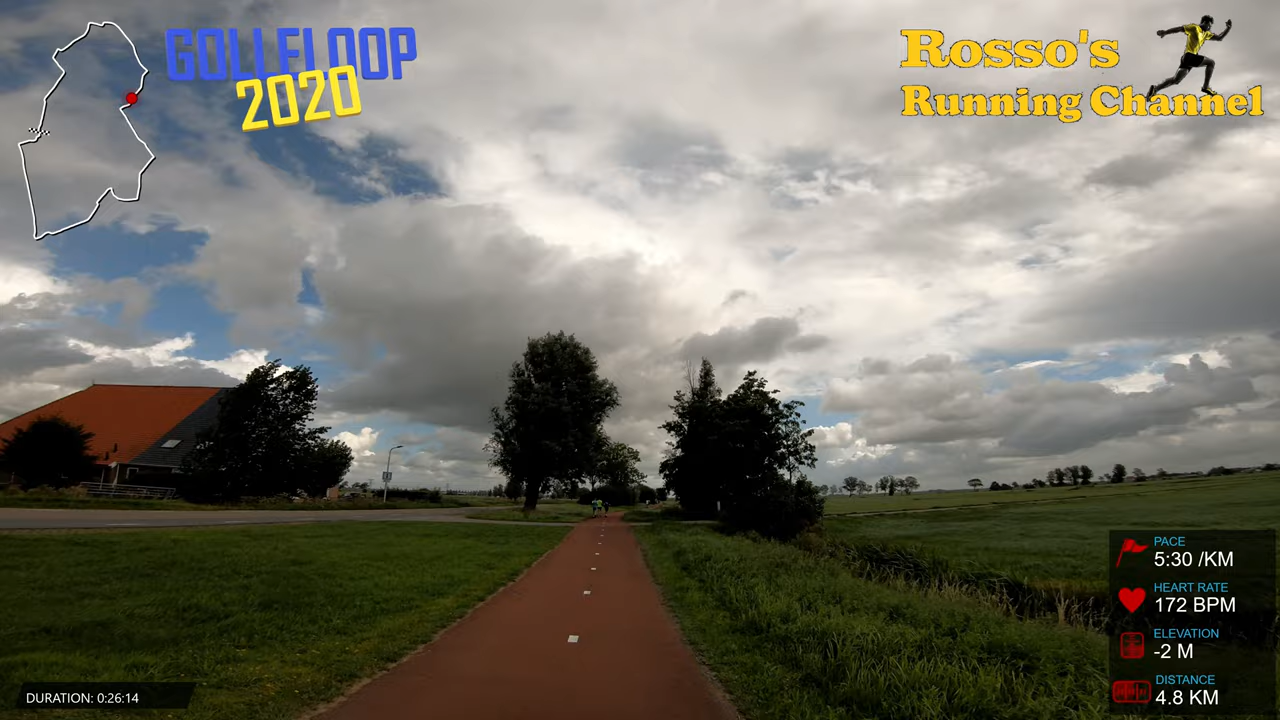 GOLLELOOP
2020
Rosso's
Running Channel
PACE
5:30 /KM
HEART RATE
172 BPM
ELEVATION
-2 M
DISTANCE
4.8 KM
DURATION: 0:26:14